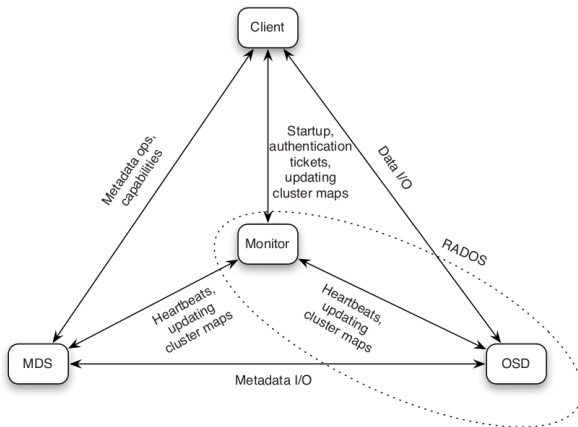 Client
Metadata ops,
capabilities
Startup,
authentication
tickets,
updating
cluster maps
Data I/O
Monitor
RADOS
Heartbeats,
updating
cluster maps
Heartbeats,
updating
cluster maps
MDS
OSD
Metadata I/O